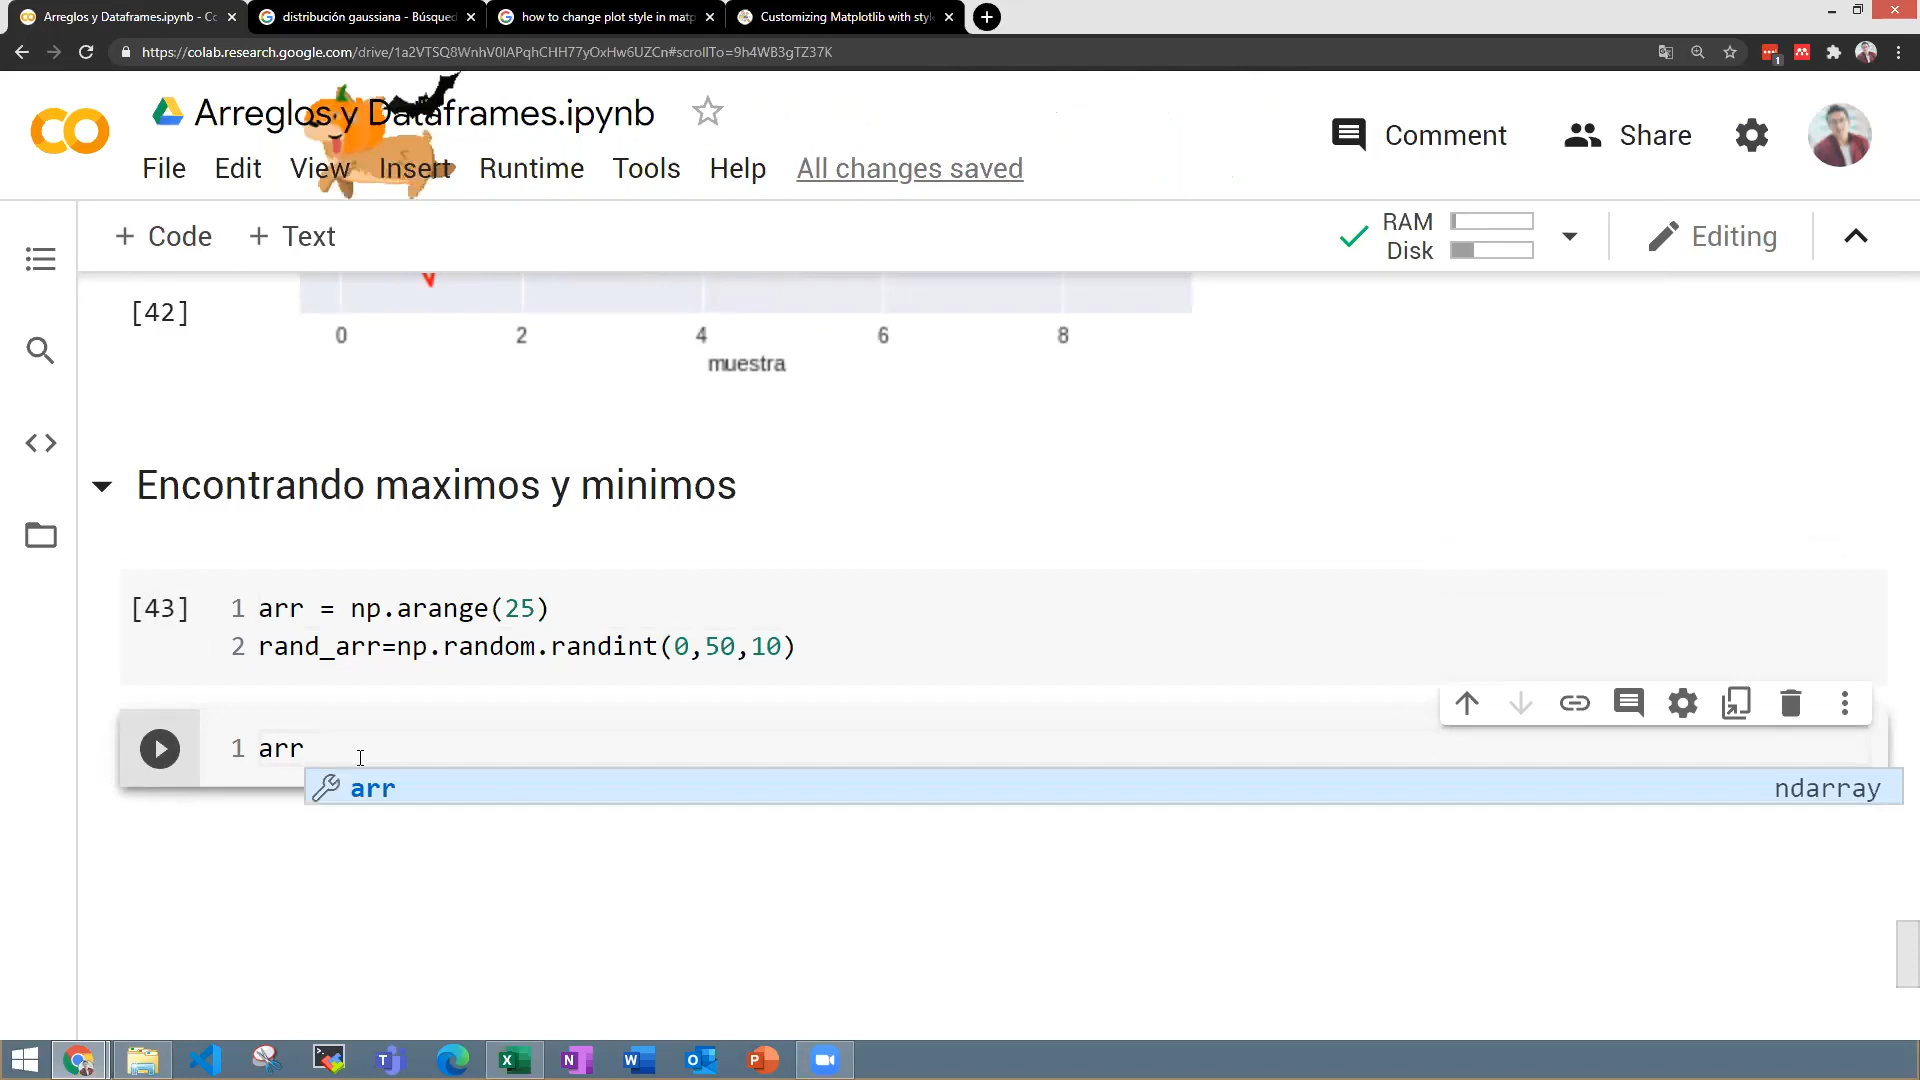 Arreglos y Dataframes.ipynb - Co
distribución gaussiana - Búsqued
how to change plot style in matp
Customizing Matplotlib with styl
https://colab.research.google.com/drive/1a2VTSQ8WnhV0IAPqhCHH77yOxHw6UZCn#scrollTo=9h4WB3gTZ37K
Arreglos y Dataframes.ipynb
Comment
Share
File
Edit
View
Insert
Runtime
Tools
Help
All changes saved
+ Code
+ Text
RAM
Disk
Editing
[42]
0 2 4 6 8
muestra
Encontrando maximos y minimos
[43]
1 arr = np.arange(25)
2 rand_arr=np.random.randint(0,50,10)
1 arr
arr ndarray